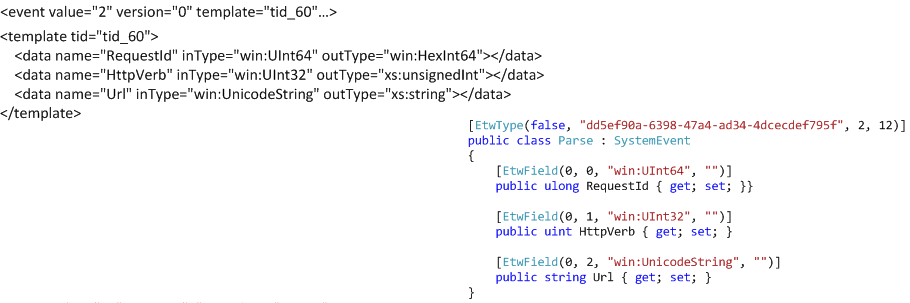 <event value="2" version="0" template="tid_60"…>
<template tid="tid_60">
<data name="RequestId" inType="win:UInt64" outType="win:HexInt64"></data>
<data name="HttpVerb" inType="win:UInt32" outType="xs:unsignedInt"></data>
<data name="Url" inType="win:UnicodeString" outType="xs:string"></data>
</template>
[EtwType(false, "dd5ef90a-6398-47a4-ad34-4dcecdef795f", 2, 12)]
public class Parse : SystemEvent
{
[EtwField(0, 0, "win:UInt64", "")]
public ulong RequestId { get; set; }}
[EtwField(0, 1, "win:UInt32", "")]
public uint HttpVerb { get; set; }
[EtwField(0, 2, "win:UnicodeString", "")]
public string Url { get; set; }
}